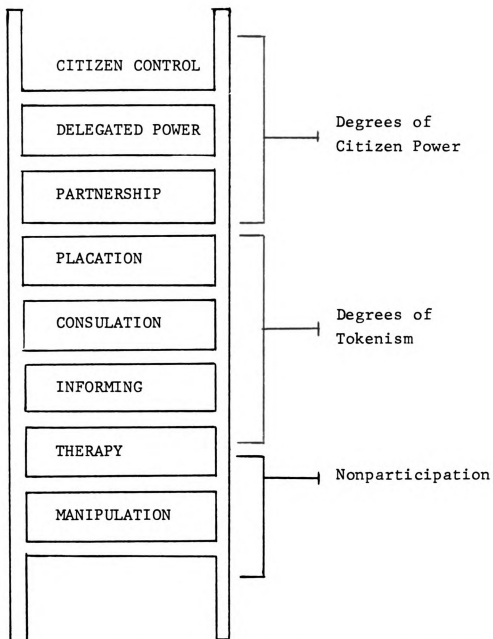 CITIZEN CONTROL
DELEGATED POWER
PARTNERSHIP
PLACATION
CONSULATION
INFORMING
THERAPY
MANIPULATION
Degrees of
Citizen Power
Degrees of
Tokenism
Nonparticipation